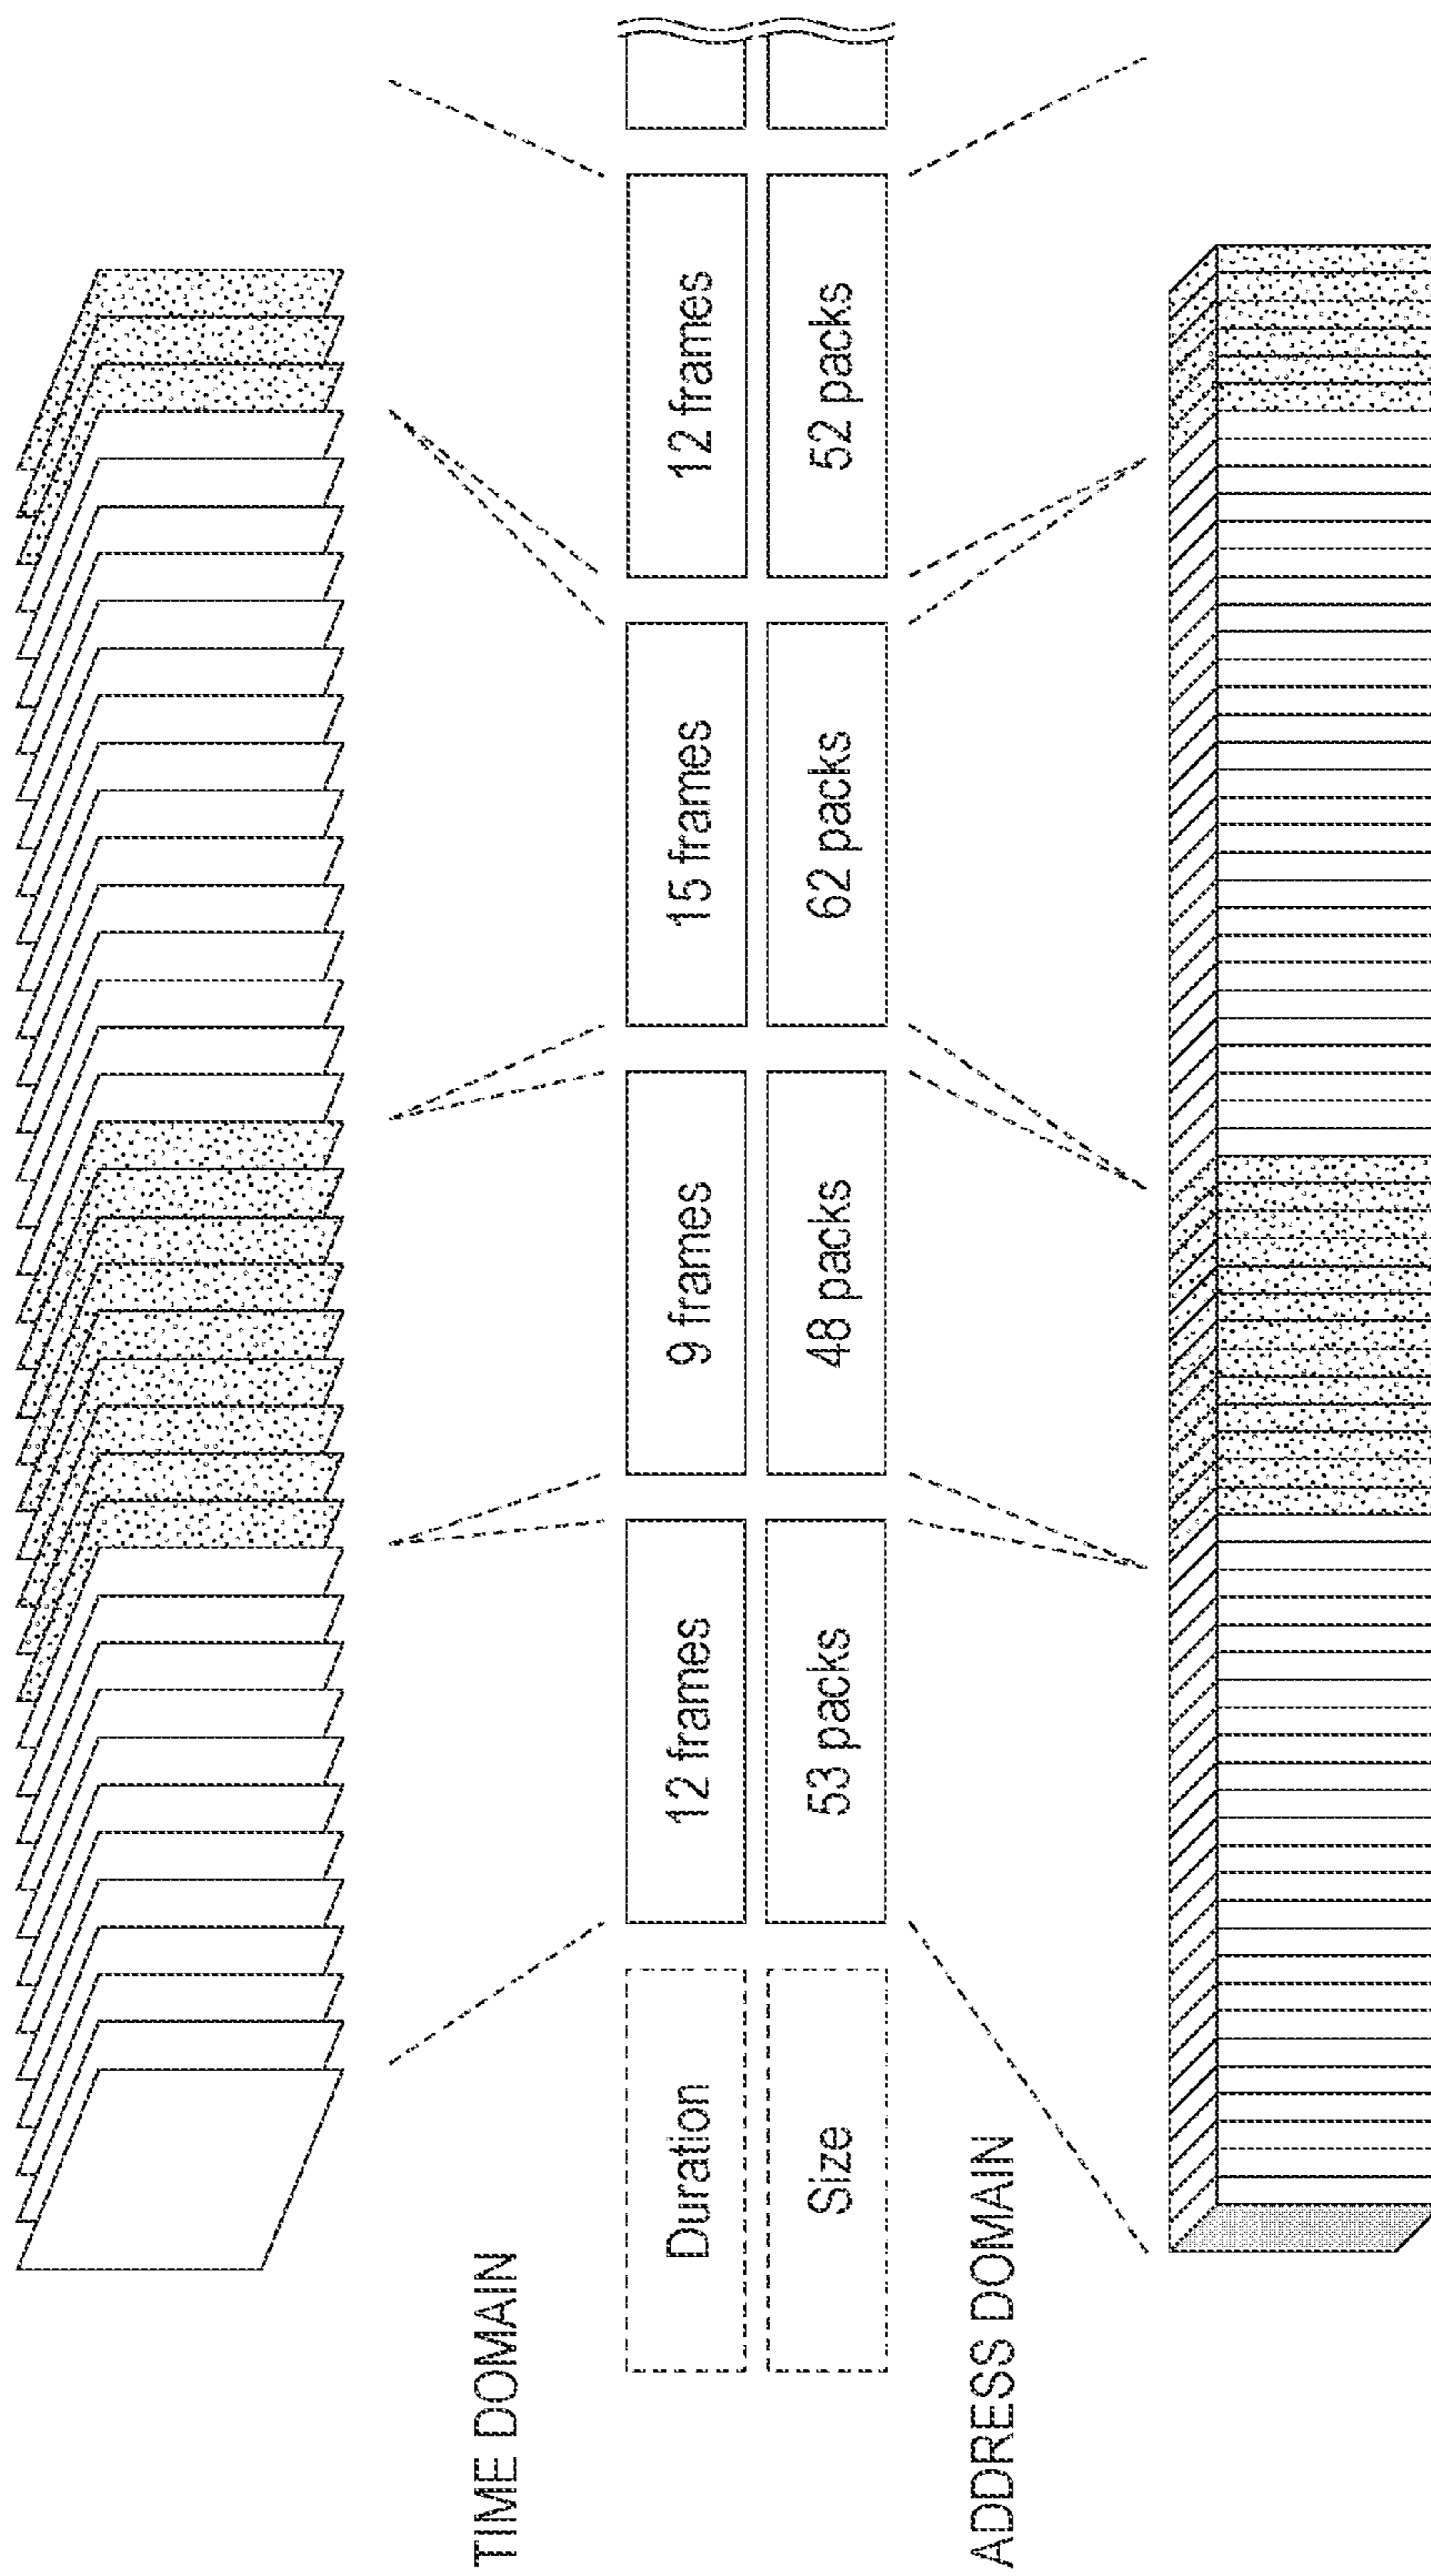 TIME DOMAIN
Duration
12 frames
9 frames
15 frames
12 frames
Size
53 packs
48 packs
62 packs
52 packs
ADDRESS DOMAIN